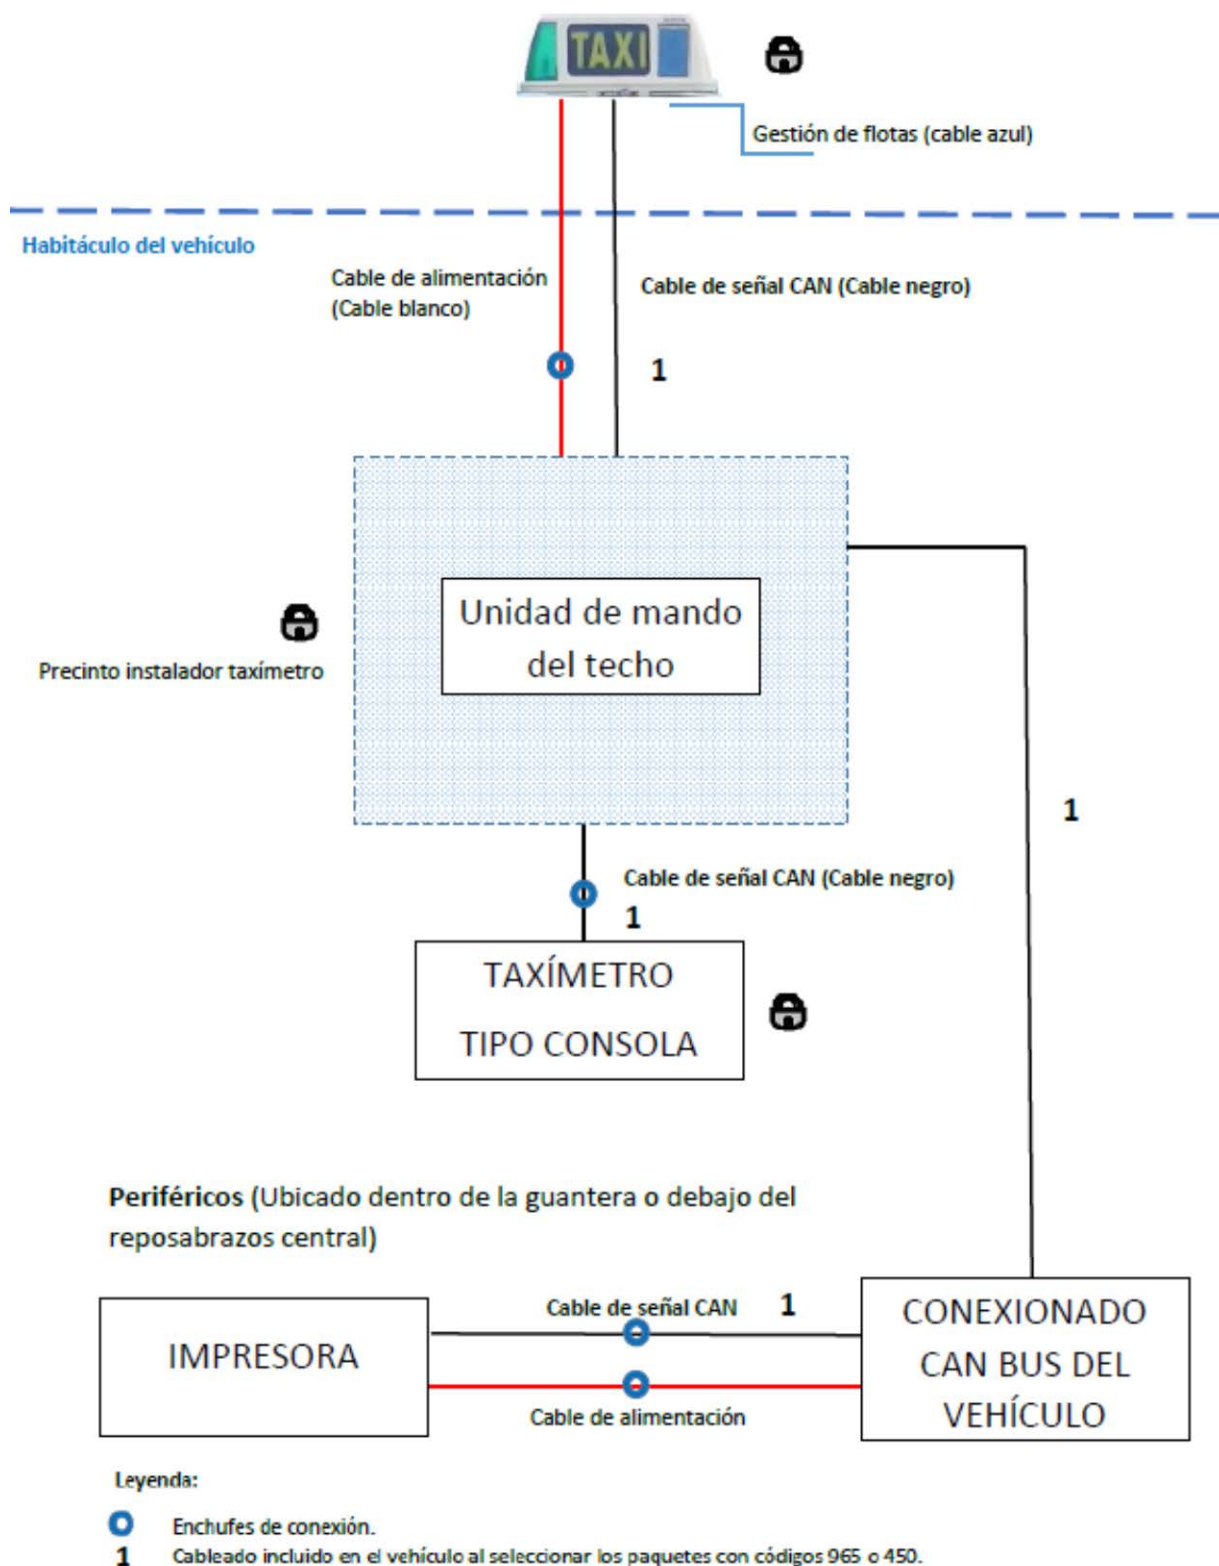 TAXI
Gestión de flotas (cable azul)
Habitáculo del vehículo
Cable de alimentación
(Cable blanco)
Cable de señal CAN (Cable negro)
1
Unidad de mando
del techo
Precinto instalador taxímetro
1
Cable de señal CAN (Cable negro)
1
TAXÍMETRO
TIPO CONSOLA
Periféricos (Ubicado dentro de la guantera o debajo del
reposabrazos central)
IMPRESORA
Cable de señal CAN 1
Cable de alimentación
CONEXIONADO
CAN BUS DEL
VEHÍCULO
Leyenda:
Enchufes de conexión.
1 Cableado incluido en el vehículo al seleccionar los paquetes con códigos 965 o 450.